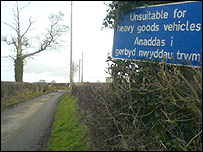 Unsuitable for
heavy goods vehicles
Anaddas i
gerbyd nwyddau trwm